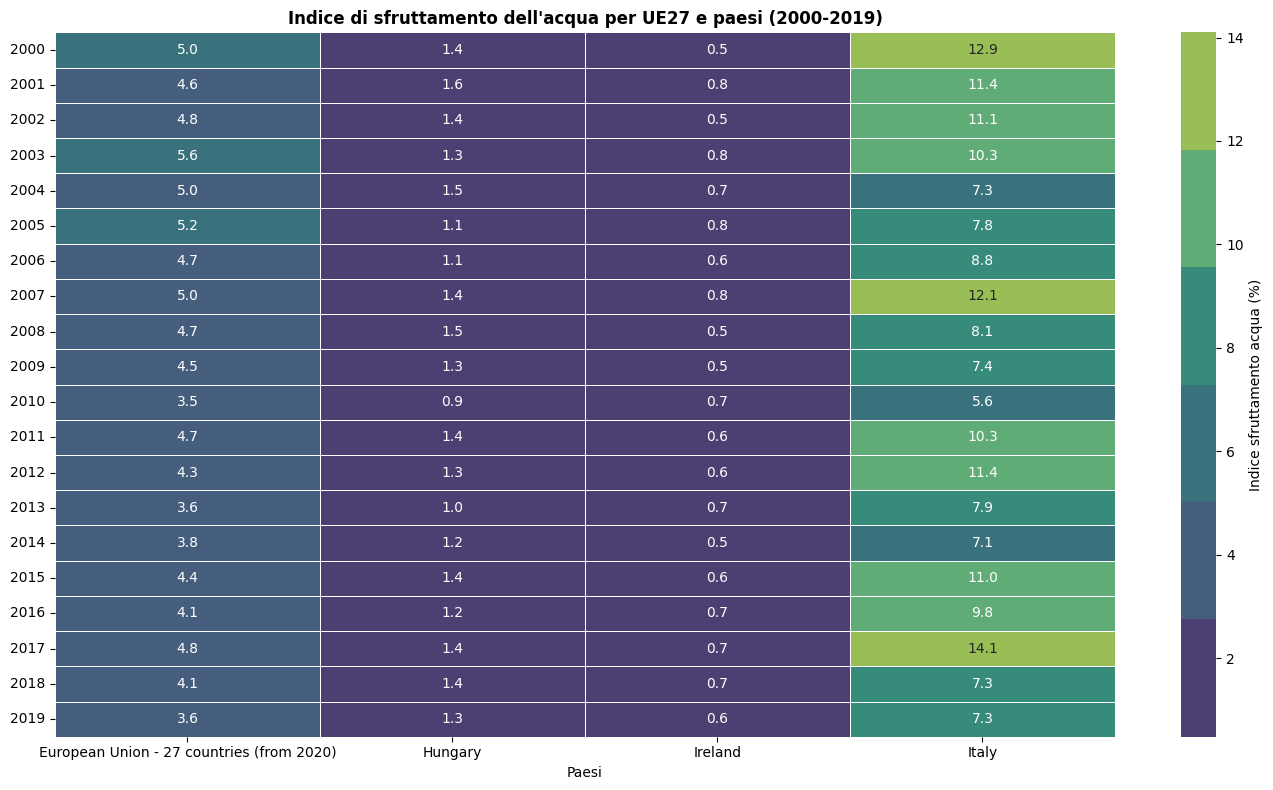 Indice di sfruttamento dell'acqua per UE27 e paesi (2000-2019)
2000 5.0 1.4 0.5 12.9
2001 4.6 1.6 0.8 11.4
2002 4.8 1.4 0.5 11.1
2003 5.6 1.3 0.8 10.3
2004 5.0 1.5 0.7 7.3
2005 5.2 1.1 0.8 7.8
2006 4.7 1.1 0.6 8.8
2007 5.0 1.4 0.8 12.1
2008 4.7 1.5 0.5 8.1
2009 4.5 1.3 0.5 7.4
2010 3.5 0.9 0.7 5.6
2011 4.7 1.4 0.6 10.3
2012 4.3 1.3 0.6 11.4
2013 3.6 1.0 0.7 7.9
2014 3.8 1.2 0.5 7.1
2015 4.4 1.4 0.6 11.0
2016 4.1 1.2 0.7 9.8
2017 4.8 1.4 0.7 14.1
2018 4.1 1.4 0.7 7.3
2019 3.6 1.3 0.6 7.3
European Union - 27 countries (from 2020) Hungary Ireland Italy
Paesi
14
12
10
8
6
4
2
Indice sfruttamento acqua (%)